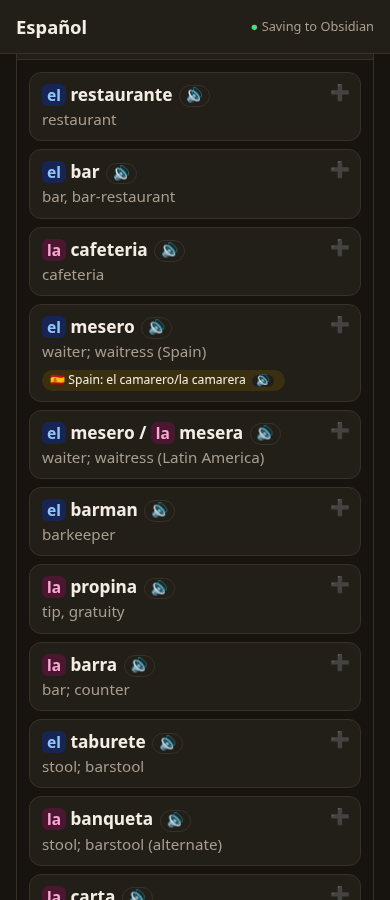 Español
Saving to Obsidian
el restaurante
restaurant
el bar
bar, bar-restaurant
la cafeteria
cafeteria
el mesero
waiter; waitress (Spain)
Spain: el camarero/la camarera
el mesero / la mesera
waiter; waitress (Latin America)
el barman
barkeeper
la propina
tip, gratuity
la barra
bar; counter
el taburete
stool; barstool
la banqueta
stool; barstool (alternate)
la carta